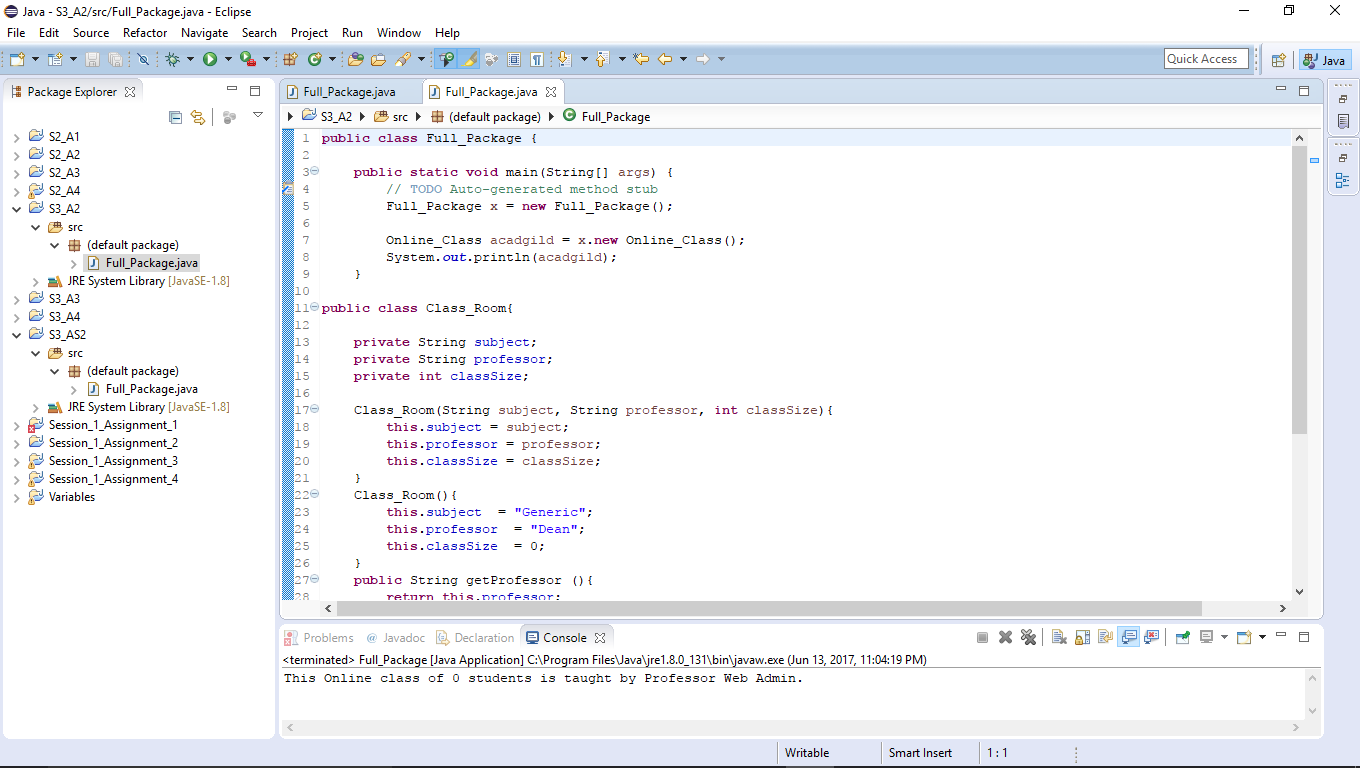 Java - S3_A2/src/Full_Package.java - Eclipse
File Edit Source Refactor Navigate Search Project Run Window Help
Quick Access Java
Package Explorer
S2_A1
S2_A2
S2_A3
S2_A4
S3_A2
src
(default package)
Full_Package.java
JRE System Library [JavaSE-1.8]
S3_A3
S3_A4
S3_AS2
src
(default package)
Full_Package.java
JRE System Library [JavaSE-1.8]
Session_1_Assignment_1
Session_1_Assignment_2
Session_1_Assignment_3
Session_1_Assignment_4
Variables
Full_Package.java Full_Package.java
S3_A2 src (default package) Full_Package
1 public class Full_Package {
2
3 public static void main(String[] args) {
4 // TODO Auto-generated method stub
5 Full_Package x = new Full_Package();
6
7 Online_Class acadgild = x.new Online_Class();
8 System.out.println(acadgild);
9 }
10
11 public class Class_Room{
12
13 private String subject;
14 private String professor;
15 private int classSize;
16
17 Class_Room(String subject, String professor, int classSize){
18 this.subject = subject;
19 this.professor = professor;
20 this.classSize = classSize;
21 }
22 Class_Room(){
23 this.subject  = "Generic";
24 this.professor  = "Dean";
25 this.classSize  = 0;
26 }
27 public String getProfessor (){
28 return this.professor;
Problems Javadoc Declaration Console
<terminated> Full_Package [Java Application] C:\Program Files\Java\jre1.8.0_131\bin\javaw.exe (Jun 13, 2017, 11:04:19 PM)
This Online class of 0 students is taught by Professor Web Admin.
Writable Smart Insert 1 : 1